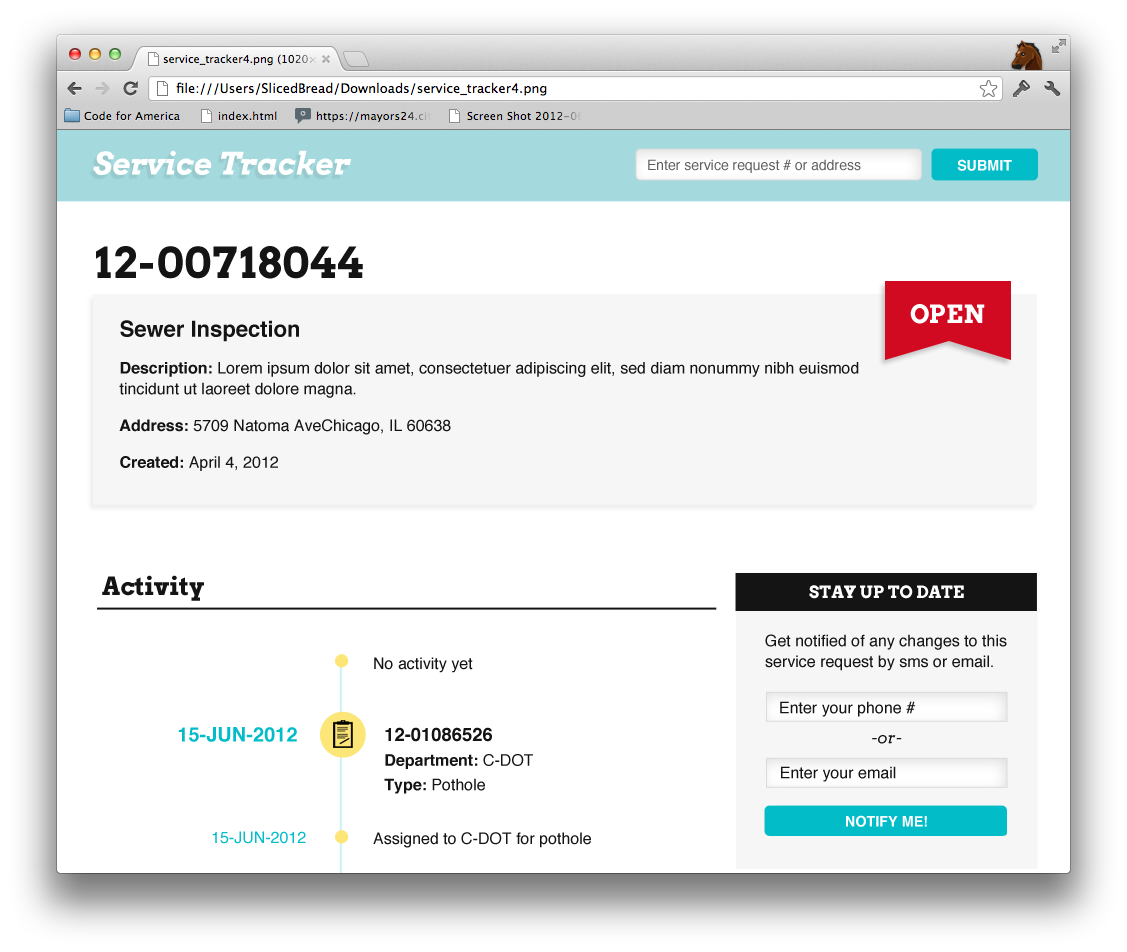 service_tracker4.png (1020×
file:///Users/SlicedBread/Downloads/service_tracker4.png
Code for America
index.html
https://mayors24.ci
Screen Shot 2012-0
Service Tracker
Enter service request # or address
SUBMIT
12-00718044
OPEN
Sewer Inspection
Description: Lorem ipsum dolor sit amet, consectetuer adipiscing elit, sed diam nonummy nibh euismod
tincidunt ut laoreet dolore magna.
Address: 5709 Natoma AveChicago, IL 60638
Created: April 4, 2012
Activity
No activity yet
15-JUN-2012
12-01086526
Department: C-DOT
Type: Pothole
15-JUN-2012
Assigned to C-DOT for pothole
STAY UP TO DATE
Get notified of any changes to this
service request by sms or email.
Enter your phone #
-or-
Enter your email
NOTIFY ME!